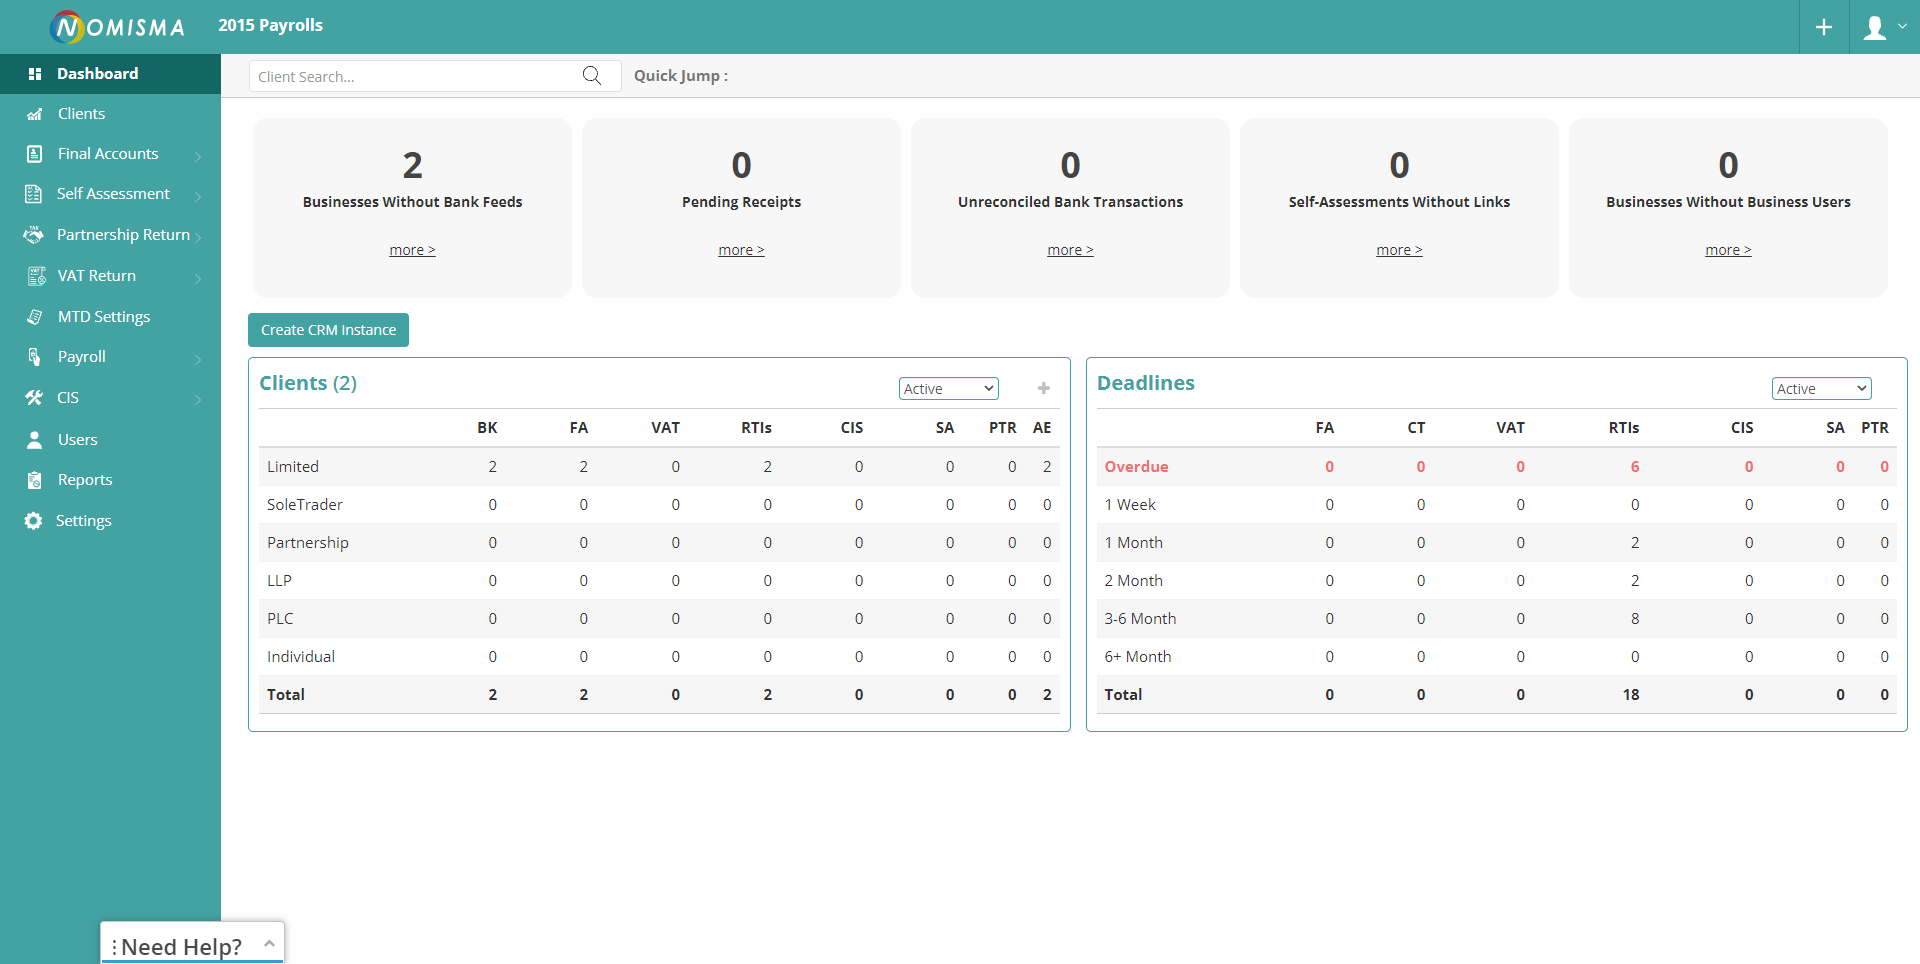 NOMISMA 2015 Payrolls
Dashboard
Clients
Final Accounts
Self Assessment
Partnership Return
VAT Return
MTD Settings
Payroll
CIS
Users
Reports
Settings
Client Search...
Quick Jump :
2
Businesses Without Bank Feeds
more >
0
Pending Receipts
more >
0
Unreconciled Bank Transactions
more >
0
Self-Assessments Without Links
more >
0
Businesses Without Business Users
more >
Create CRM Instance
Clients (2)
Active
BK FA VAT RTIs CIS SA PTR AE
Limited 2 2 0 2 0 0 0 2
SoleTrader 0 0 0 0 0 0 0 0
Partnership 0 0 0 0 0 0 0 0
LLP 0 0 0 0 0 0 0 0
PLC 0 0 0 0 0 0 0 0
Individual 0 0 0 0 0 0 0 0
Total 2 2 0 2 0 0 0 2
Deadlines
Active
FA CT VAT RTIs CIS SA PTR
Overdue 0 0 0 6 0 0 0
1 Week 0 0 0 0 0 0 0
1 Month 0 0 0 2 0 0 0
2 Month 0 0 0 2 0 0 0
3-6 Month 0 0 0 8 0 0 0
6+ Month 0 0 0 0 0 0 0
Total 0 0 0 18 0 0 0
Need Help?